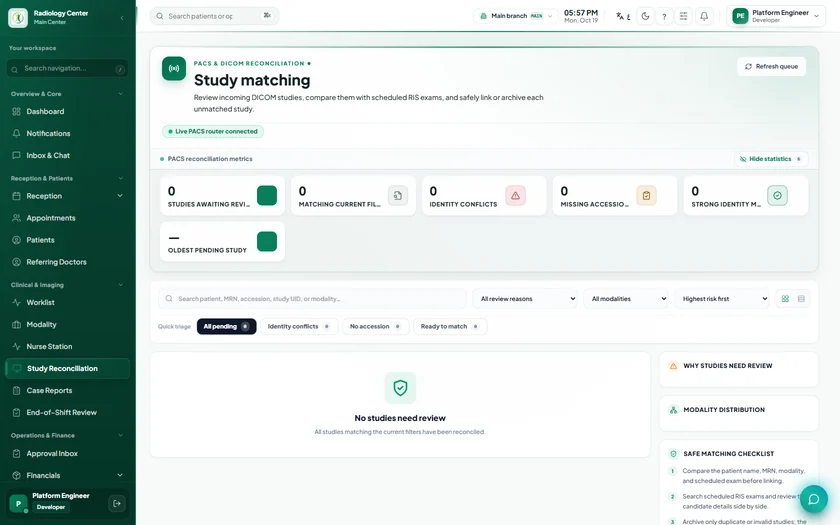 Radiology Center
Main Center
Your workspace
Search navigation...
/
Overview & Core
Dashboard
Notifications
Inbox & Chat
Reception & Patients
Reception
Appointments
Patients
Referring Doctors
Clinical & Imaging
Worklist
Modality
Nurse Station
Study Reconciliation
Case Reports
End-of-Shift Review
Operations & Finance
Approval Inbox
Financials
P
Platform Engineer
Developer
Search patients or op
Main branch MAIN
05:57 PM
Mon, Oct 19
?
PE
Platform Engineer
Developer
PACS & DICOM RECONCILIATION
Study matching
Review incoming DICOM studies, compare them with scheduled RIS exams, and safely link or archive each
unmatched study.
Refresh queue
Live PACS router connected
PACS reconciliation metrics
Hide statistics 6
0
STUDIES AWAITING REVI...
0
MATCHING CURRENT FIL...
0
IDENTITY CONFLICTS
0
MISSING ACCESSIO...
0
STRONG IDENTITY M...
—
OLDEST PENDING STUDY
Search patient, MRN, accession, study UID, or modality...
All review reasons
All modalities
Highest risk first
Quick triage
All pending 0
Identity conflicts 0
No accession 0
Ready to match 0
No studies need review
All studies matching the current filters have been reconciled.
WHY STUDIES NEED REVIEW
MODALITY DISTRIBUTION
SAFE MATCHING CHECKLIST
1 Compare the patient name, MRN, modality,
and scheduled exam before linking.
2 Search scheduled RIS exams and review
candidate details side by side.
3 Archive only duplicate or invalid studies; the